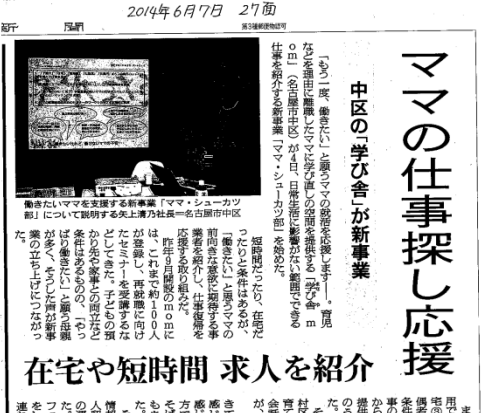 2014年6月7日 27面
新 聞
第3種郵便物認可
ママの仕事探し応援
中区の「学び舎」が新事業
在宅や短時間 求人を紹介
「もう一度、働きたい」と願うママの就活を応援します―。育児
などを理由に離職したママに学び直しの空間を提供する「学び舎 m
om」(名古屋市中区)が4日、日常生活に影響がない範囲でできる
仕事を紹介する新事業「ママ・シューカツ部」を始めた。
働きたいママを支援する新事業「ママ・シューカツ
部」について説明する矢上清乃社長=名古屋市中区
短時間だったり、在宅だ
ったりと条件はあるが、
「働きたい」と思うママの
前向きな意欲に期待する事
業者を紹介し、仕事復帰を
応援する取り組みだ。
昨年9月開設のmomに
は、これまで約100人
が登録し、再就職に向け
たセミナーを受講するな
どしてきた。子どもの預
かり先や家事との両立など
条件はあるものの、「やっ
ぱり働きたい」と願う母親
が多く、そうした声が新事
業の立ち上げにつながっ
た。